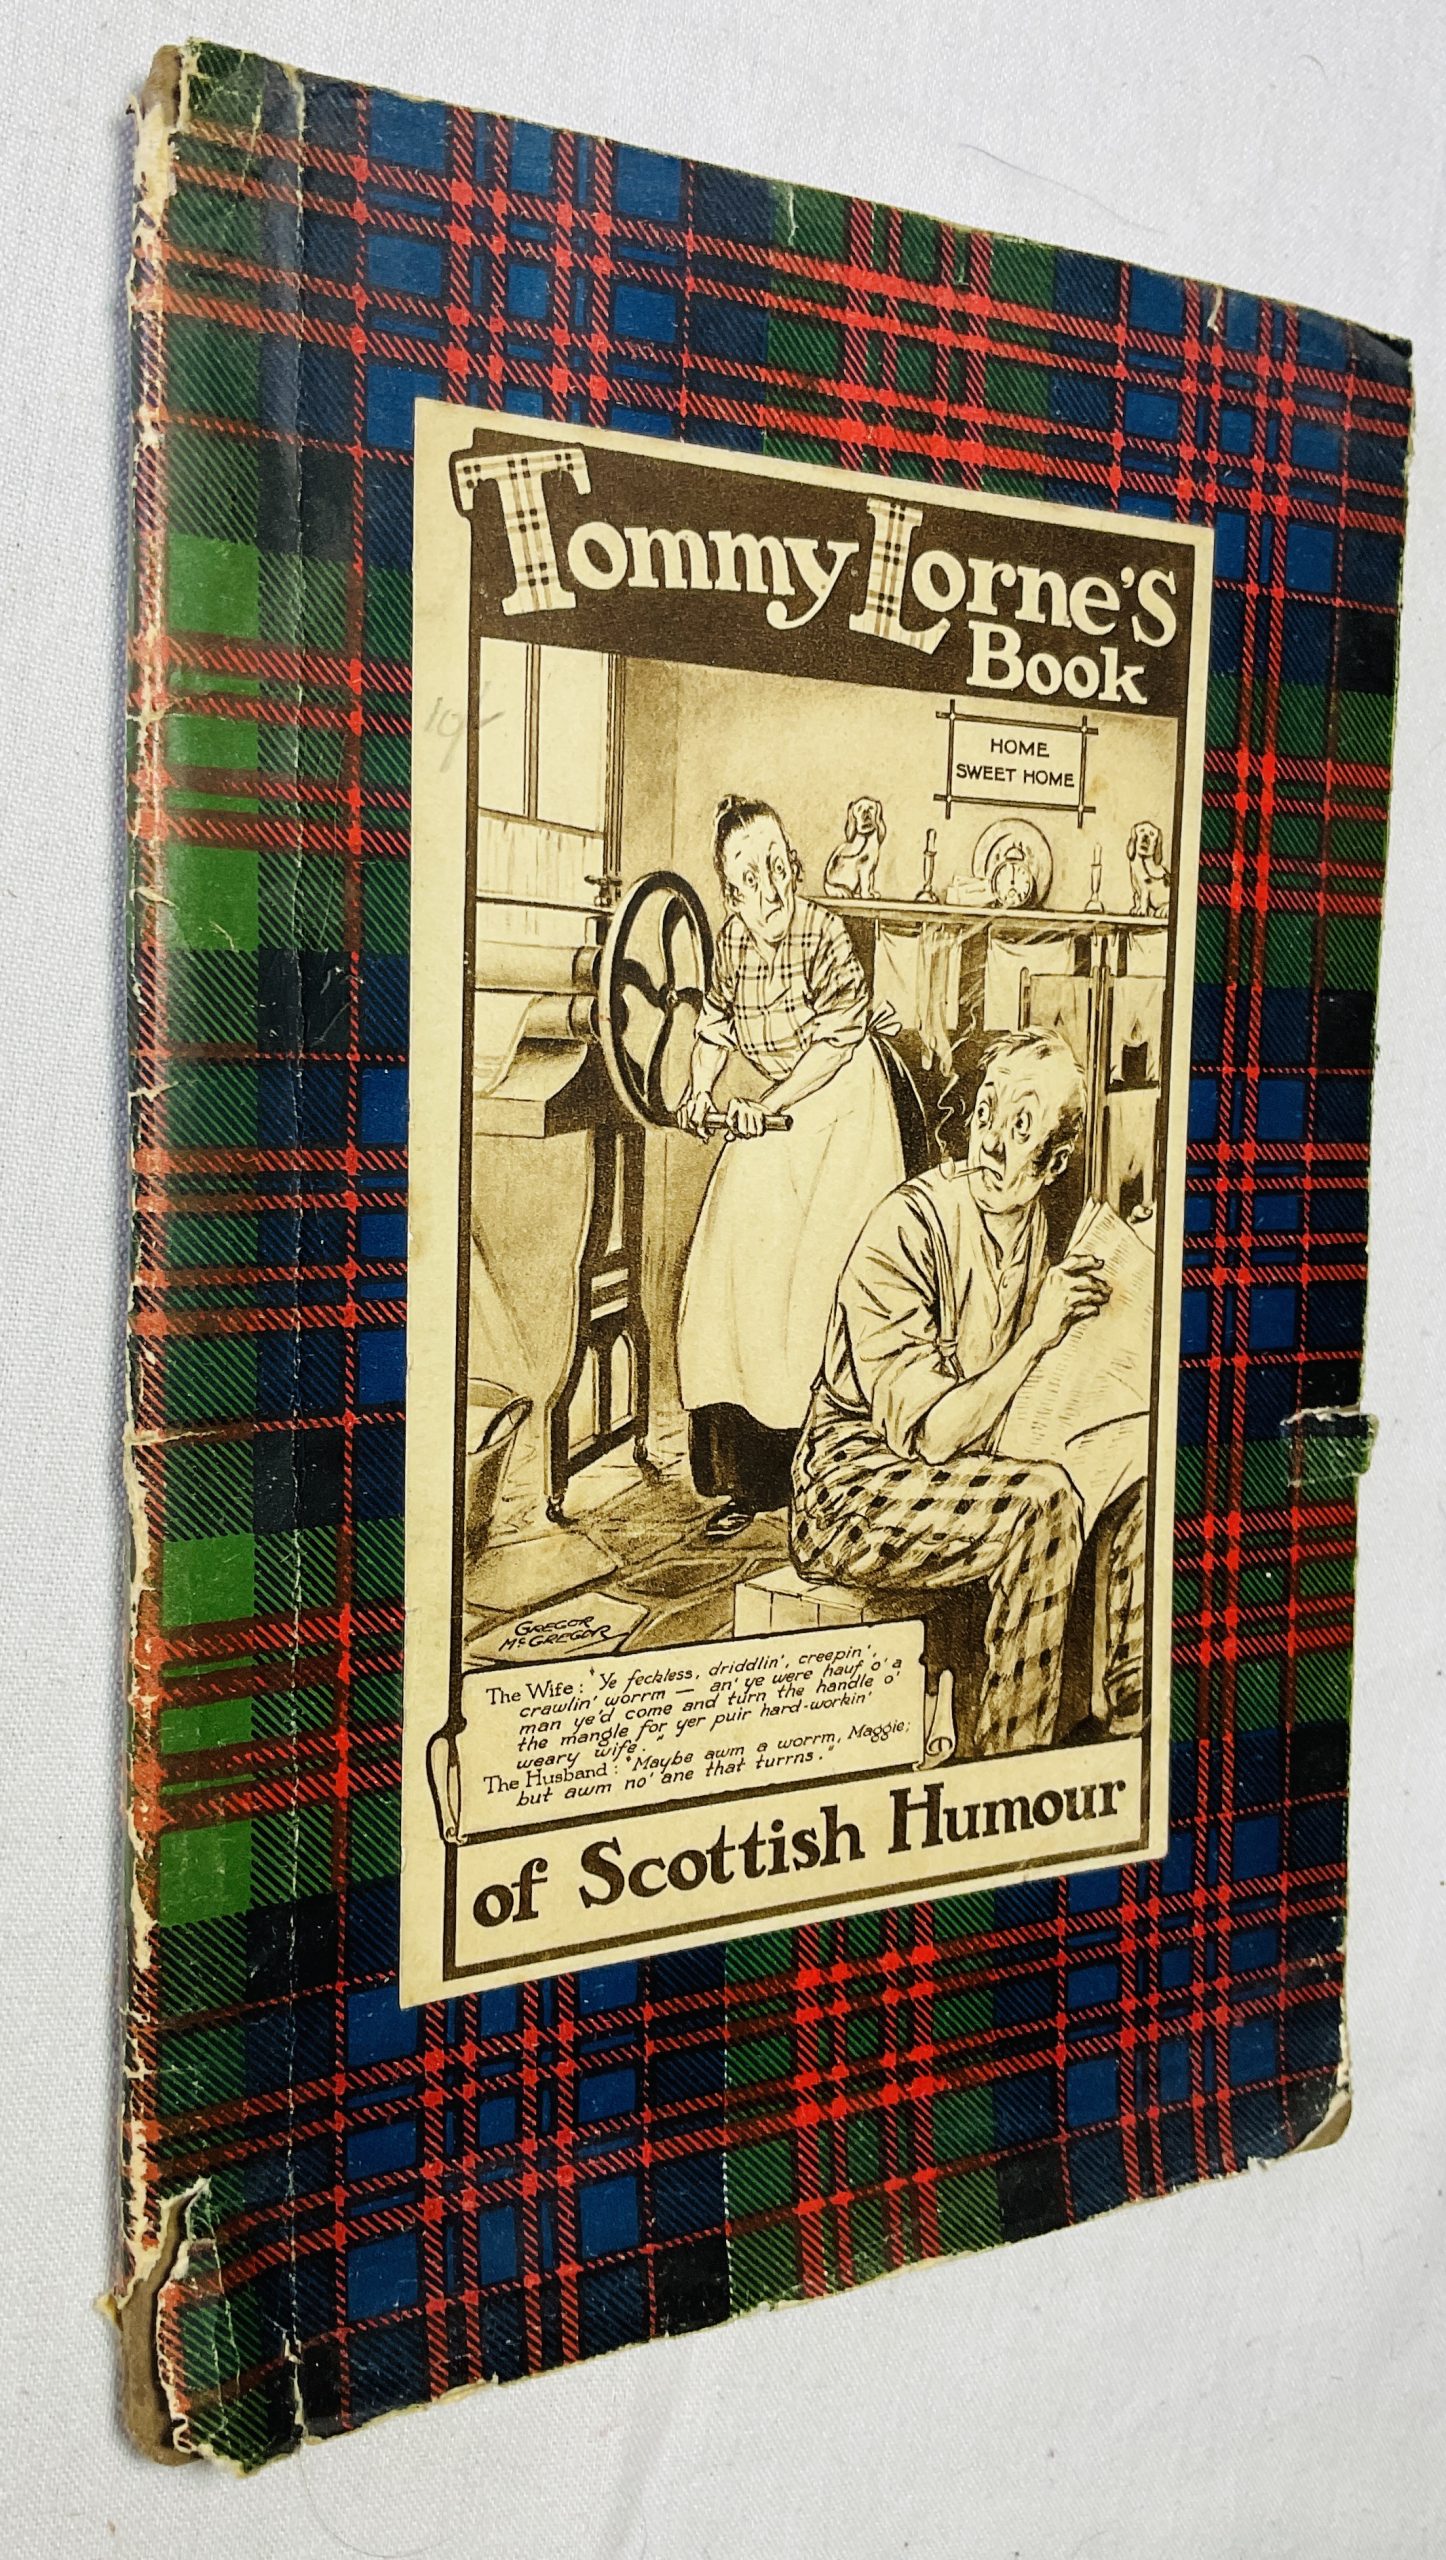 Tommy Lorne's
Book
HOME
SWEET HOME
GREGOR
McGREGOR
The Wife: "Ye feckless, driddlin', creepin',
crawlin' worrm — an' ye were hauf o' a
man ye'd come and turn the handle o'
the mangle for yer puir hard-workin'
weary wife."
The Husband: "Maybe awm a worrm, Maggie;
but awm no' ane that turrns."
of Scottish Humour